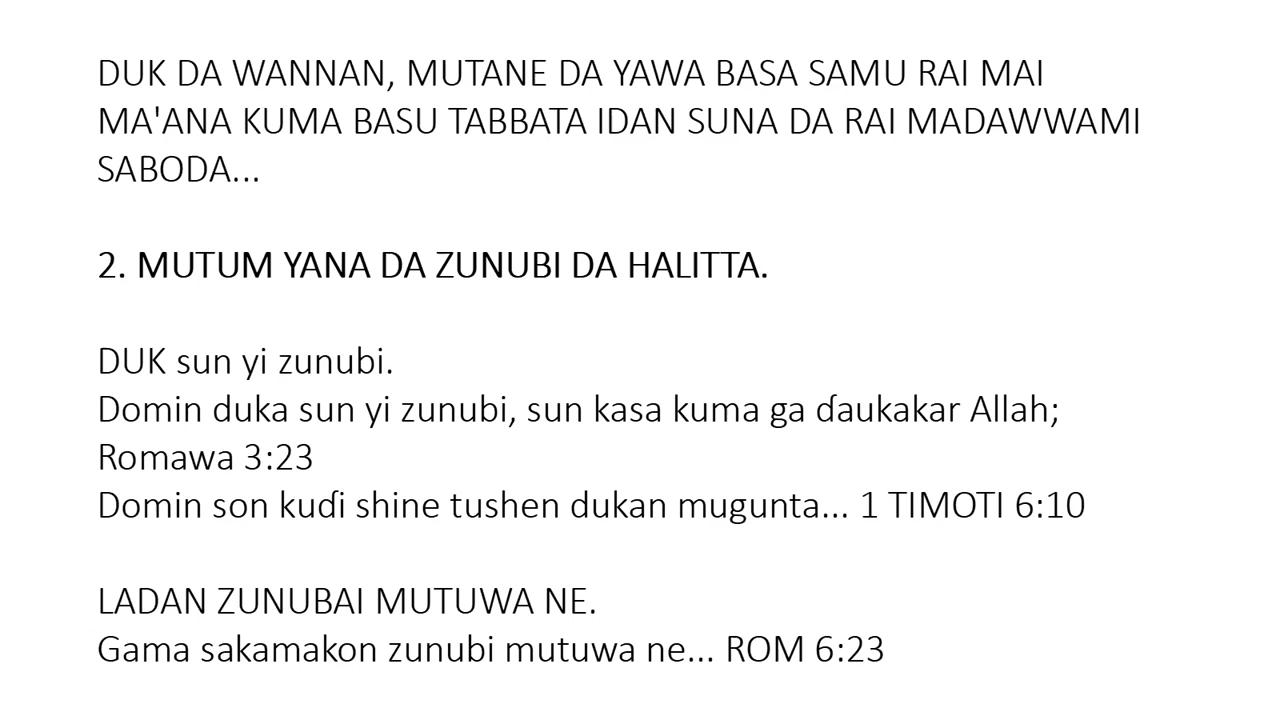 DUK DA WANNAN, MUTANE DA YAWA BASA SAMU RAI MAI
MA'ANA KUMA BASU TABBATA IDAN SUNA DA RAI MADAWWAMI
SABODA...
2. MUTUM YANA DA ZUNUBI DA HALITTA.
DUK sun yi zunubi.
Domin duka sun yi zunubi, sun kasa kuma ga ɗaukakar Allah;
Romawa 3:23
Domin son kuɗi shine tushen dukan mugunta... 1 TIMOTI 6:10
LADAN ZUNUBAI MUTUWA NE.
Gama sakamakon zunubi mutuwa ne... ROM 6:23